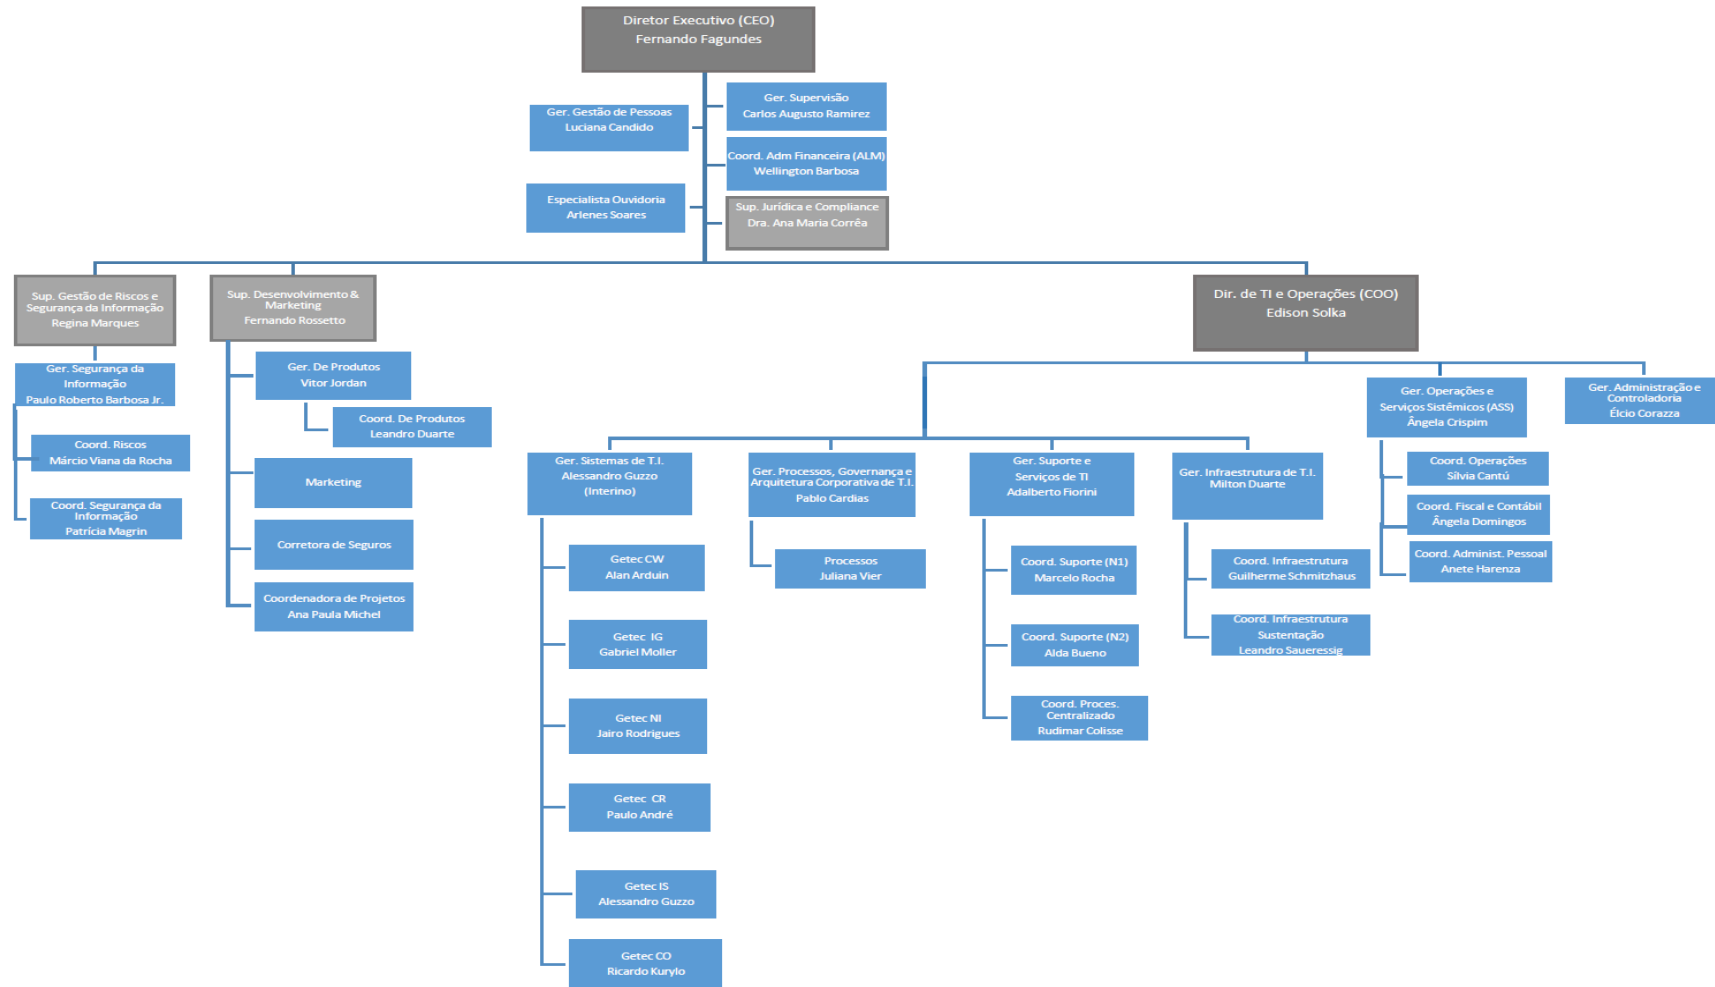 Diretor Executivo (CEO)
Fernando Fagundes
Ger. Gestão de Pessoas
Luciana Candido
Ger. Supervisão
Carlos Augusto Ramirez
Coord. Adm Financeira (ALM)
Wellington Barbosa
Especialista Ouvidoria
Arlenes Soares
Sup. Jurídica e Compliance
Dra. Ana Maria Corrêa
Sup. Gestão de Riscos e
Segurança da Informação
Regina Marques
Sup. Desenvolvimento &
Marketing
Fernando Rossetto
Dir. de TI e Operações (COO)
Edison Solka
Ger. Segurança da
Informação
Paulo Roberto Barbosa Jr.
Coord. Riscos
Márcio Viana da Rocha
Coord. Segurança da
Informação
Patrícia Magrin
Ger. De Produtos
Vitor Jordan
Coord. De Produtos
Leandro Duarte
Marketing
Corretora de Seguros
Coordenadora de Projetos
Ana Paula Michel
Ger. Sistemas de T.I.
Alessandro Guzzo
(Interino)
Getec CW
Alan Arduin
Getec IG
Gabriel Moller
Getec NI
Jairo Rodrigues
Getec CR
Paulo André
Getec IS
Alessandro Guzzo
Getec CO
Ricardo Kurylo
Ger. Processos, Governança e
Arquitetura Corporativa de T.I.
Pablo Cardias
Processos
Juliana Vier
Ger. Suporte e
Serviços de TI
Adalberto Fiorini
Coord. Suporte (N1)
Marcelo Rocha
Coord. Suporte (N2)
Alda Bueno
Coord. Proces.
Centralizado
Rudimar Colisse
Ger. Infraestrutura de T.I.
Milton Duarte
Coord. Infraestrutura
Guilherme Schmitzhaus
Coord. Infraestrutura
Sustentação
Leandro Saueressig
Ger. Operações e
Serviços Sistêmicos (ASS)
Ângela Crispim
Coord. Operações
Sílvia Cantú
Coord. Fiscal e Contábil
Ângela Domingos
Coord. Administ. Pessoal
Anete Harenza
Ger. Administração e
Controladoria
Élcio Corazza